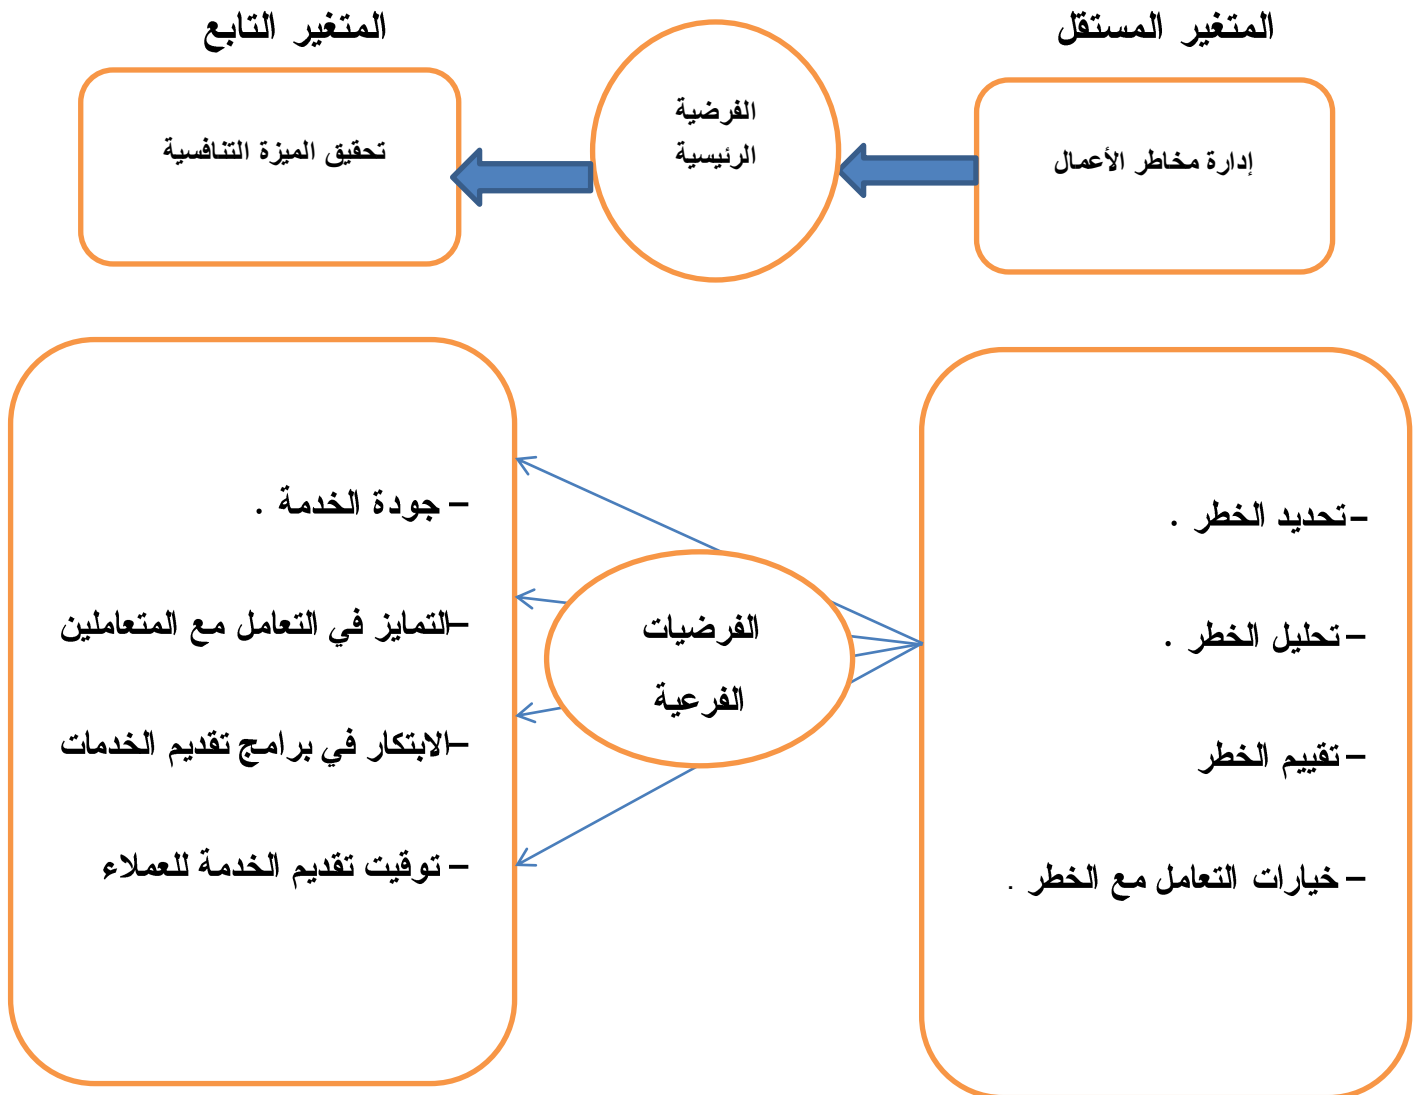 المتغير المستقل
المتغير التابع
إدارة مخاطر الأعمال
الفرضية
الرئيسية
تحقيق الميزة التنافسية
-تحديد الخطر .
- تحليل الخطر .
- تقييم الخطر
- خيارات التعامل مع الخطر .
الفرضيات
الفرعية
- جودة الخدمة .
-التمايز في التعامل مع المتعاملين
-الابتكار في برامج تقديم الخدمات
- توقيت تقديم الخدمة للعملاء